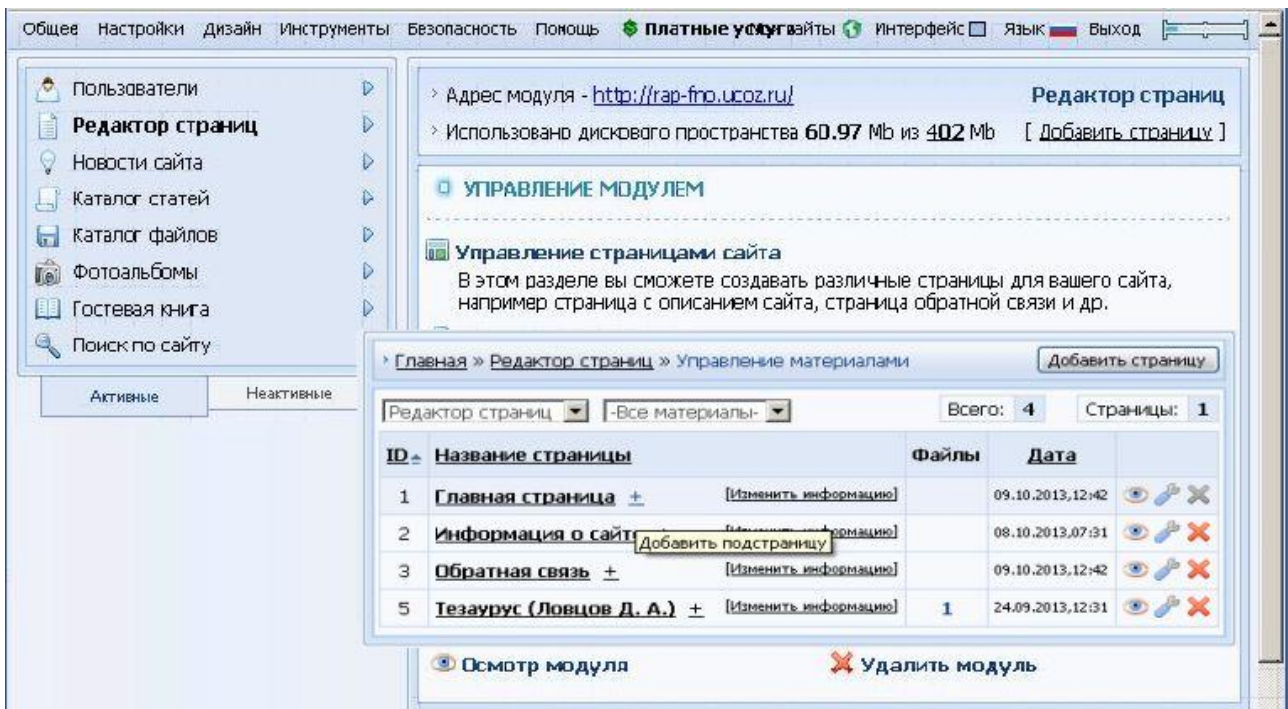 Общее Настройки Дизайн Инструменты Безопасность Помощь Платные услуги сайты Интерфейс Язык Выход
Пользователи
Редактор страниц
Новости сайта
Каталог статей
Каталог файлов
Фотоальбомы
Гостевая книга
Поиск по сайту
Активные Неактивные
Адрес модуля - http://rap-fno.ucoz.ru/ Редактор страниц
Использовано дискового пространства 60.97 Mb из 402 Mb [ Добавить страницу ]
УПРАВЛЕНИЕ МОДУЛЕМ
Управление страницами сайта
В этом разделе вы сможете создавать различные страницы для вашего сайта,
например страница с описанием сайта, страница обратной связи и др.
Главная » Редактор страниц » Управление материалами Добавить страницу
Редактор страниц -Все материалы- Всего: 4 Страницы: 1
ID Название страницы Файлы Дата
1 Главная страница + [Изменить информацию] 09.10.2013,12:42
2 Информация о сайте [Изменить информацию] 08.10.2013,07:31
Добавить подстраницу
3 Обратная связь + [Изменить информацию] 09.10.2013,12:42
5 Тезаурус (Ловцов Д. А.) + [Изменить информацию] 1 24.09.2013,12:31
Осмотр модуля Удалить модуль